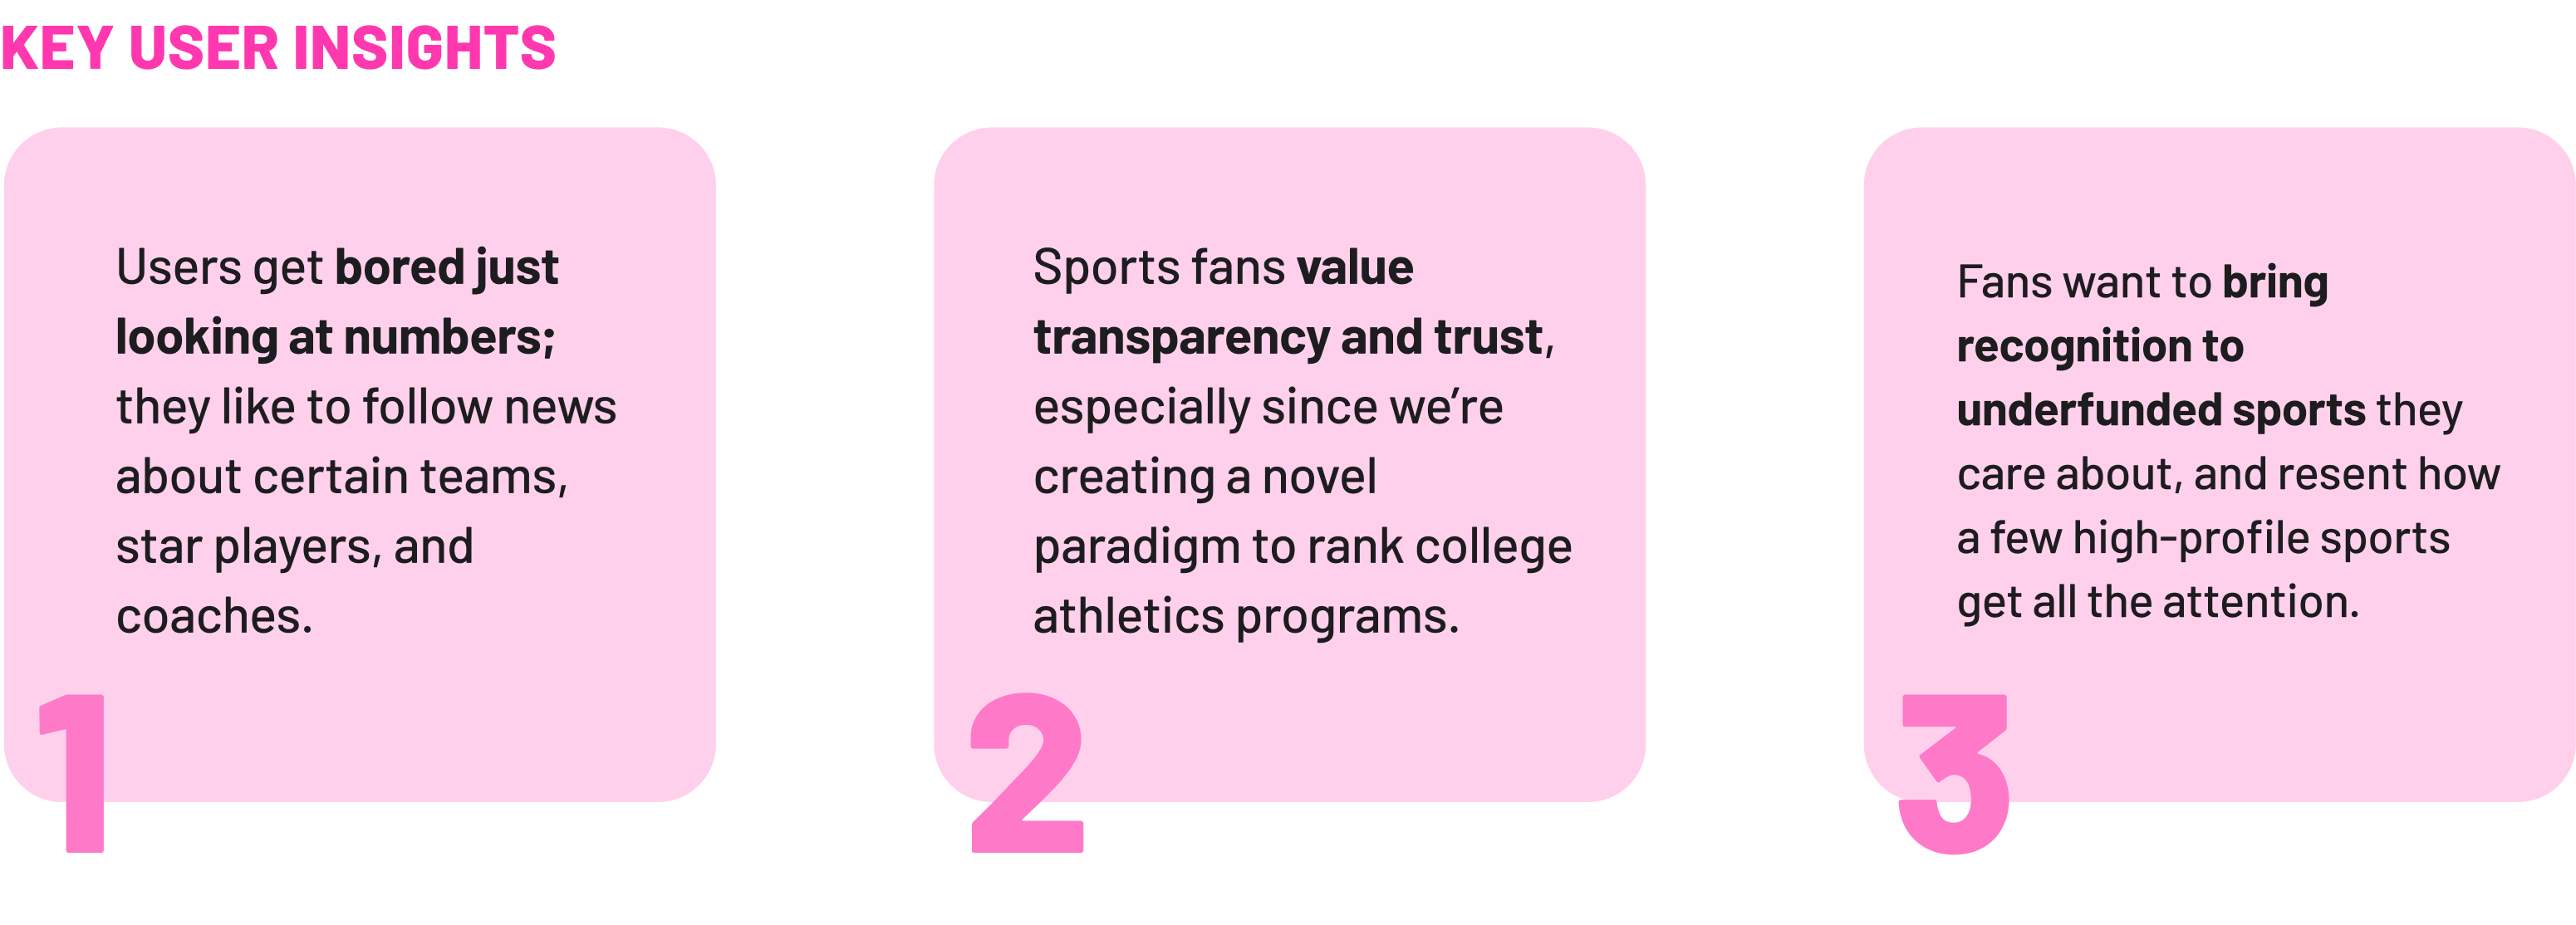 KEY USER INSIGHTS
Users get bored just
looking at numbers;
they like to follow news
about certain teams,
star players, and
coaches.
1
Sports fans value
transparency and trust,
especially since we’re
creating a novel
paradigm to rank college
athletics programs.
2
Fans want to bring
recognition to
underfunded sports they
care about, and resent how
a few high-profile sports
get all the attention.
3